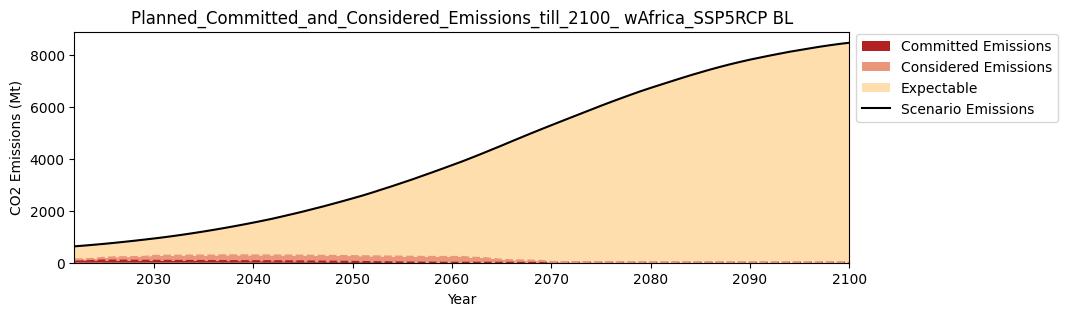 Planned_Committed_and_Considered_Emissions_till_2100_ wAfrica_SSP5RCP BL
CO2 Emissions (Mt)
8000
6000
4000
2000
0
2030 2040 2050 2060 2070 2080 2090 2100
Year
Committed Emissions
Considered Emissions
Expectable
Scenario Emissions